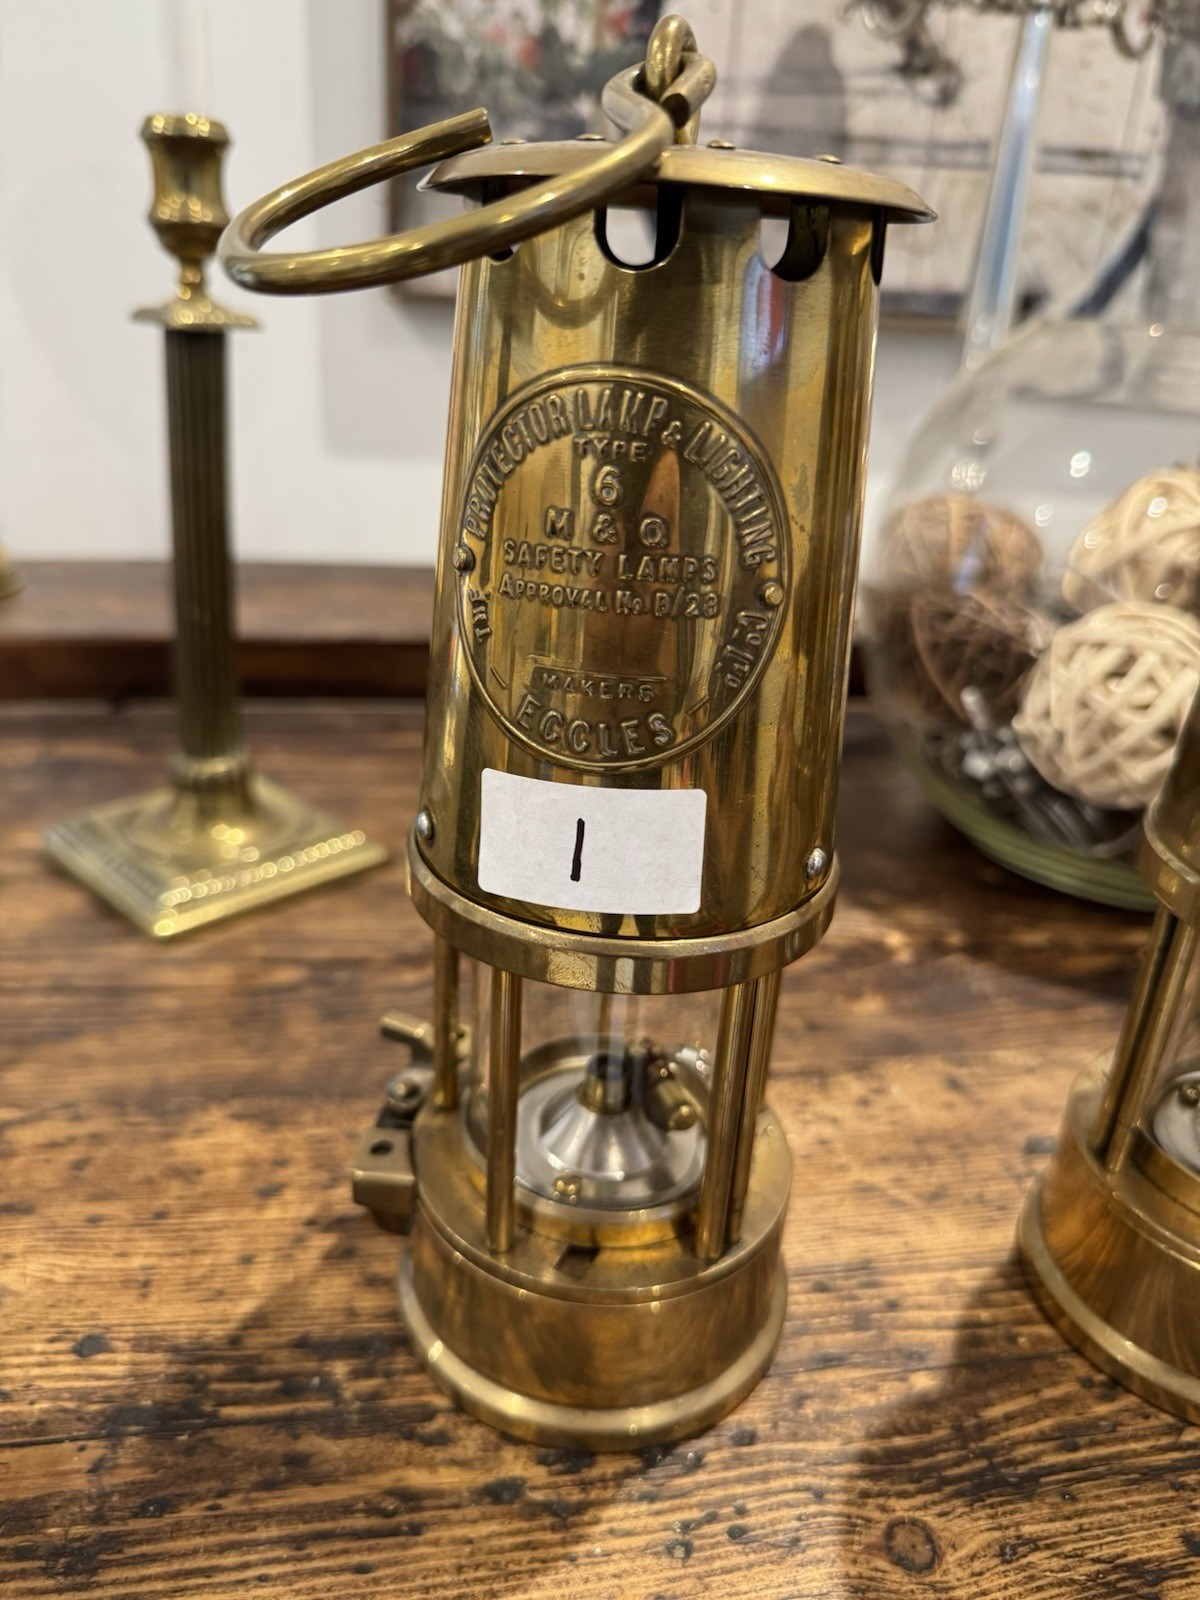 THE PROTECTOR LAMP & LIGHTING Cº LTD
TYPE
6
M & Q
SAFETY LAMPS
APPROVAL No B/28
MAKERS
ECCLES
1